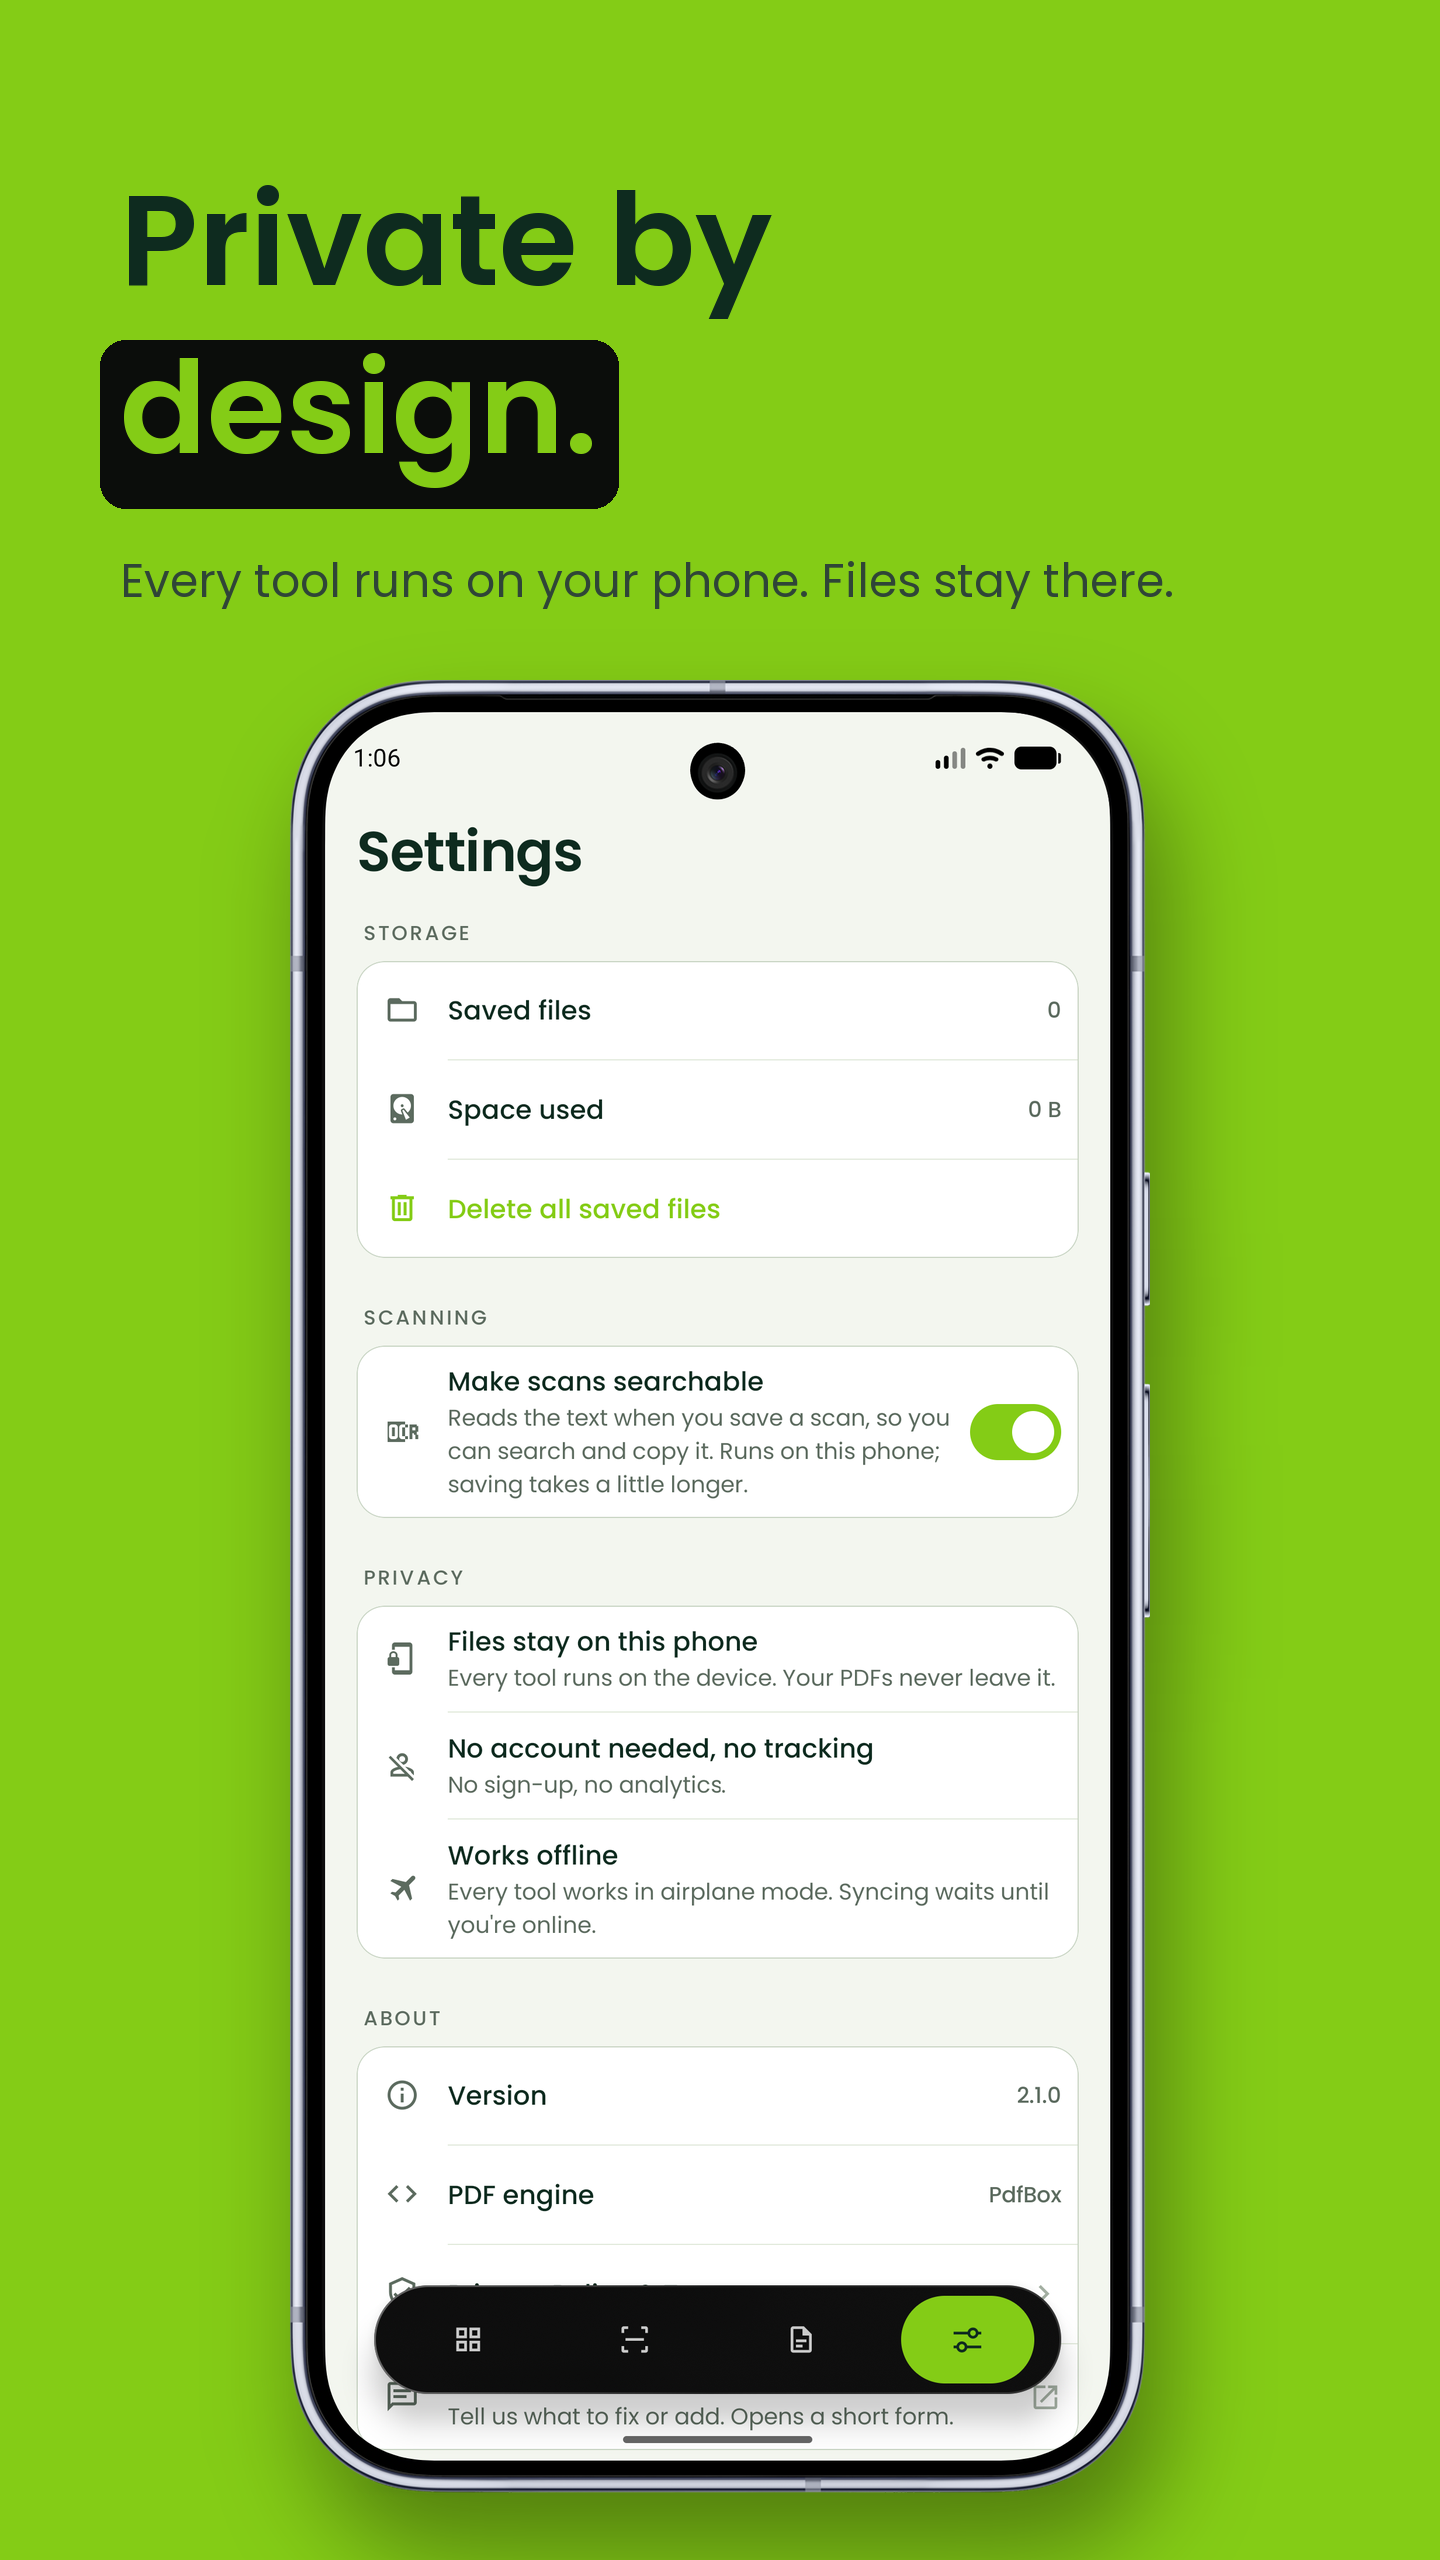 Private by
design.
Every tool runs on your phone. Files stay there.
1:06
Settings
STORAGE
Saved files
0
Space used
0 B
Delete all saved files
SCANNING
Make scans searchable
Reads the text when you save a scan, so you
can search and copy it. Runs on this phone;
saving takes a little longer.
OCR
PRIVACY
Files stay on this phone
Every tool runs on the device. Your PDFs never leave it.
No account needed, no tracking
No sign-up, no analytics.
Works offline
Every tool works in airplane mode. Syncing waits until
you're online.
ABOUT
Version
2.1.0
PDF engine
PdfBox
Tell us what to fix or add. Opens a short form.